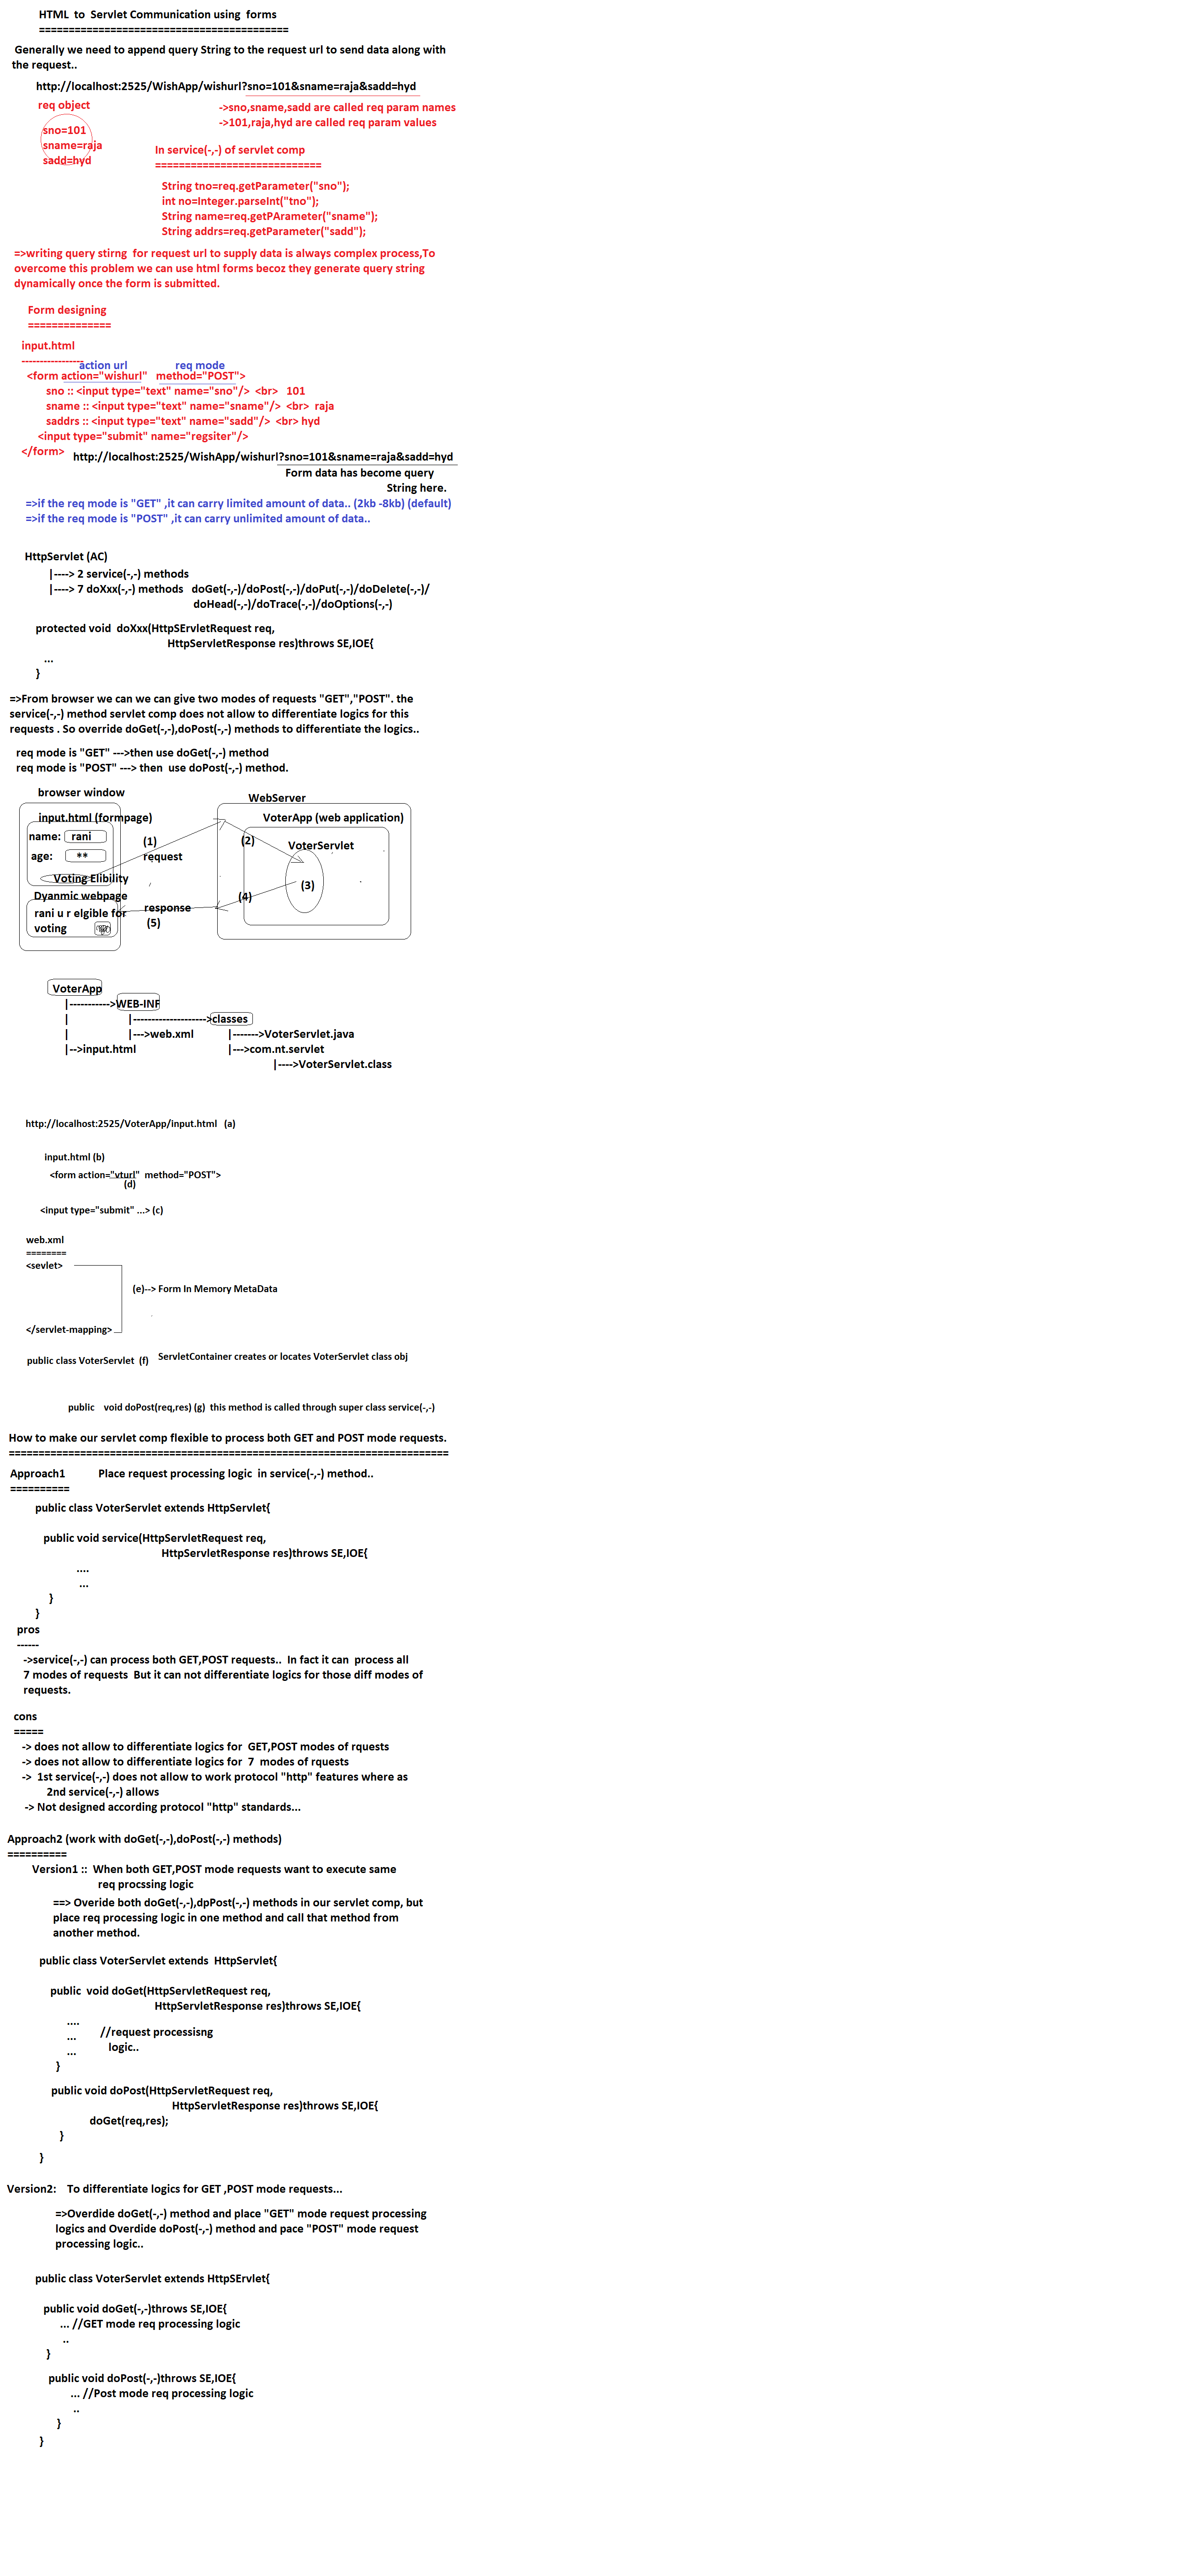 HTML  to  Servlet Communication using  forms
==========================================
Generally we need to append query String to the request url to send data along with
the request..
http://localhost:2525/WishApp/wishurl?sno=101&sname=raja&sadd=hyd
req object
->sno,sname,sadd are called req param names
->101,raja,hyd are called req param values
sno=101
sname=raja
sadd=hyd
In service(-,-) of servlet comp
============================
String tno=req.getParameter("sno");
int no=Integer.parseInt("tno");
String name=req.getPArameter("sname");
String addrs=req.getParameter("sadd");
=>writing query stirng  for request url to supply data is always complex process,To
overcome this problem we can use html forms becoz they generate query string
dynamically once the form is submitted.
Form designing
==============
input.html
-----------------
action url    req mode
<form action="wishurl"   method="POST">
sno :: <input type="text" name="sno"/>  <br>   101
sname :: <input type="text" name="sname"/>  <br>  raja
saddrs :: <input type="text" name="sadd"/>  <br> hyd
<input type="submit" name="regsiter"/>
</form>
http://localhost:2525/WishApp/wishurl?sno=101&sname=raja&sadd=hyd
Form data has become query
String here.
=>if the req mode is "GET" ,it can carry limited amount of data.. (2kb -8kb) (default)
=>if the req mode is "POST" ,it can carry unlimited amount of data..
HttpServlet (AC)
|----> 2 service(-,-) methods
|----> 7 doXxx(-,-) methods   doGet(-,-)/doPost(-,-)/doPut(-,-)/doDelete(-,-)/
doHead(-,-)/doTrace(-,-)/doOptions(-,-)
protected void  doXxx(HttpSErvletRequest req,
HttpServletResponse res)throws SE,IOE{
...
}
=>From browser we can we can give two modes of requests "GET","POST". the
service(-,-) method servlet comp does not allow to differentiate logics for this
requests . So override doGet(-,-),doPost(-,-) methods to differentiate the logics..
req mode is "GET" --->then use doGet(-,-) method
req mode is "POST" ---> then  use doPost(-,-) method.
browser window
WebServer
input.html (formpage)
VoterApp (web application)
name: rani
(1)
(2)
VoterServlet
age: **
request
Voting Elibility
(3)
Dyanmic webpage
(4)
rani u r elgible for
response
voting
(5)
VoterApp
|----------->WEB-INF
|    |-------------------->classes
|    |--->web.xml    |------->VoterServlet.java
|-->input.html    |--->com.nt.servlet
|---->VoterServlet.class
http://localhost:2525/VoterApp/input.html   (a)
input.html (b)
<form action="vturl"  method="POST">
(d)
<input type="submit" ...> (c)
web.xml
========
<sevlet>
(e)--> Form In Memory MetaData
</servlet-mapping>
public class VoterServlet  (f)    ServletContainer creates or locates VoterServlet class obj
public    void doPost(req,res) (g)  this method is called through super class service(-,-)
How to make our servlet comp flexible to process both GET and POST mode requests.
==========================================================================
Approach1    Place request processing logic  in service(-,-) method..
==========
public class VoterServlet extends HttpServlet{
public void service(HttpServletRequest req,
HttpServletResponse res)throws SE,IOE{
....
...
}
}
pros
------
->service(-,-) can process both GET,POST requests..  In fact it can  process all
7 modes of requests  But it can not differentiate logics for those diff modes of
requests.
cons
=====
-> does not allow to differentiate logics for  GET,POST modes of rquests
-> does not allow to differentiate logics for  7  modes of rquests
->  1st service(-,-) does not allow to work protocol "http" features where as
2nd service(-,-) allows
-> Not designed according protocol "http" standards...
Approach2 (work with doGet(-,-),doPost(-,-) methods)
==========
Version1 ::  When both GET,POST mode requests want to execute same
req procssing logic
==> Overide both doGet(-,-),dpPost(-,-) methods in our servlet comp, but
place req processing logic in one method and call that method from
another method.
public class VoterServlet extends  HttpServlet{
public  void doGet(HttpServletRequest req,
HttpServletResponse res)throws SE,IOE{
....
...    //request processisng
...    logic..
}
public void doPost(HttpServletRequest req,
HttpServletResponse res)throws SE,IOE{
doGet(req,res);
}
}
Version2:    To differentiate logics for GET ,POST mode requests...
=>Overdide doGet(-,-) method and place "GET" mode request processing
logics and Overdide doPost(-,-) method and pace "POST" mode request
processing logic..
public class VoterServlet extends HttpSErvlet{
public void doGet(-,-)throws SE,IOE{
... //GET mode req processing logic
..
}
public void doPost(-,-)throws SE,IOE{
... //Post mode req processing logic
..
}
}